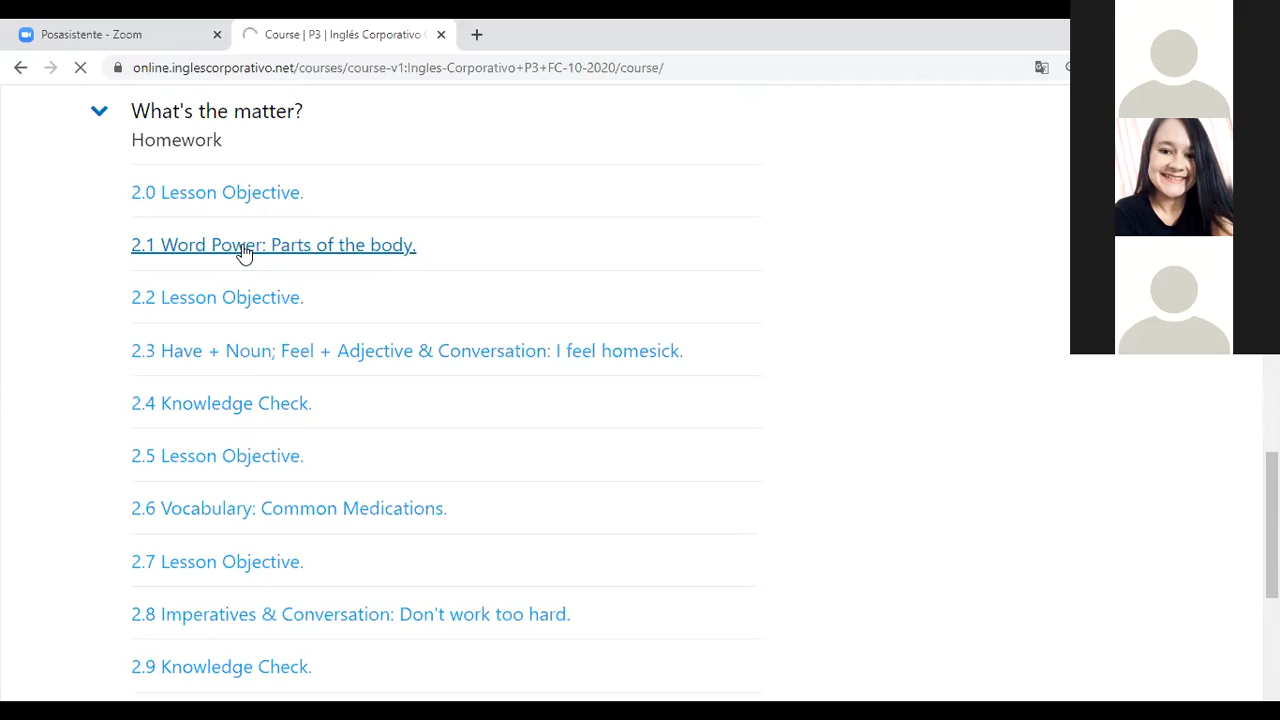 Posasistente - Zoom
Course | P3 | Inglés Corporativo
online.inglescorporativo.net/courses/course-v1:Ingles-Corporativo+P3+FC-10-2020/course/
What's the matter?
Homework
2.0 Lesson Objective.
2.1 Word Power: Parts of the body.
2.2 Lesson Objective.
2.3 Have + Noun; Feel + Adjective & Conversation: I feel homesick.
2.4 Knowledge Check.
2.5 Lesson Objective.
2.6 Vocabulary: Common Medications.
2.7 Lesson Objective.
2.8 Imperatives & Conversation: Don't work too hard.
2.9 Knowledge Check.